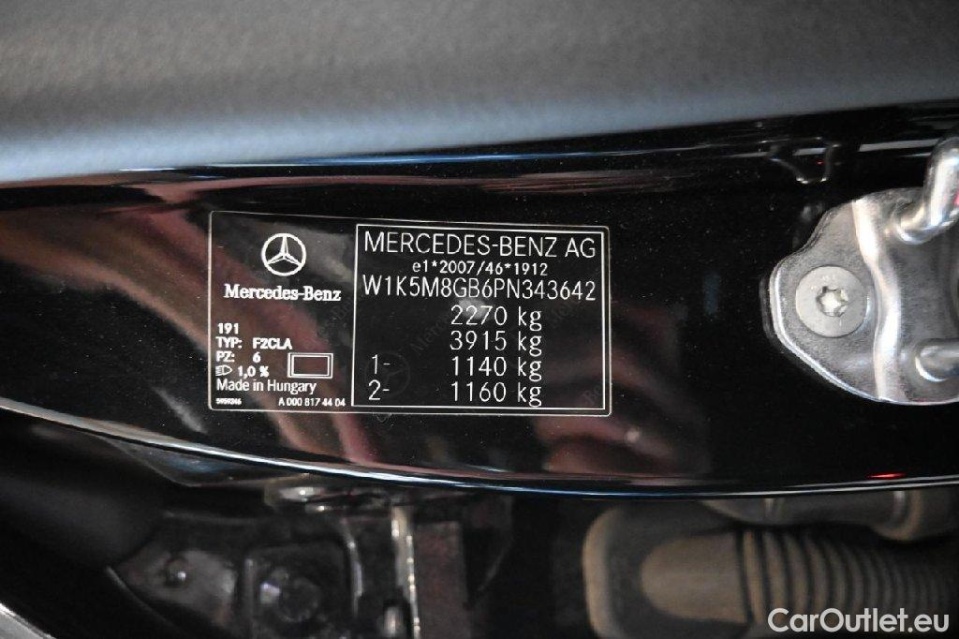 Mercedes-Benz
191
TYP: F2CLA
PZ: 6
1,0 %
Made in Hungary
A 000 817 44 04
MERCEDES-BENZ AG
e1*2007/46*1912
W1K5M8GB6PN343642
2270 kg
3915 kg
1- 1140 kg
2- 1160 kg
CarOutlet.eu